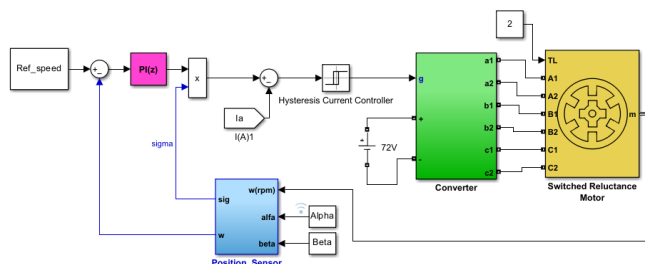 2
Ref_speed
PI(z)
x
Hysteresis Current Controller
Ia
I(A)1
sigma
g
+
-
72V
a1
a2
b1
b2
c1
c2
Converter
TL
A1
A2
B1
B2
C1
C2
m
Switched Reluctance
Motor
w(rpm)
sig
alfa
Alpha
w
beta
Beta
Position_Sensor